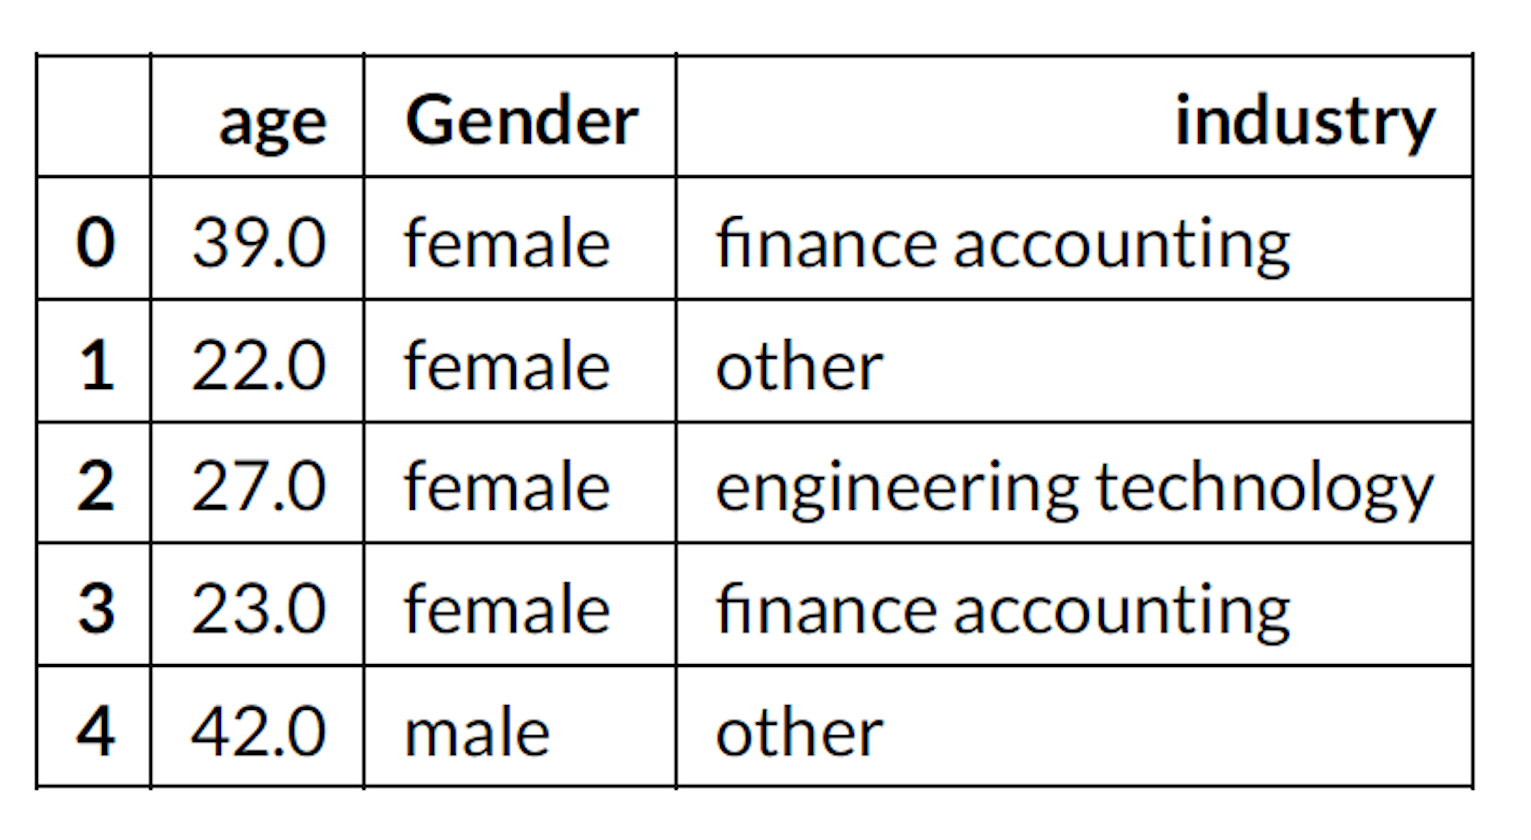 age Gender industry
0 39.0 female finance accounting
1 22.0 female other
2 27.0 female engineering technology
3 23.0 female finance accounting
4 42.0 male other